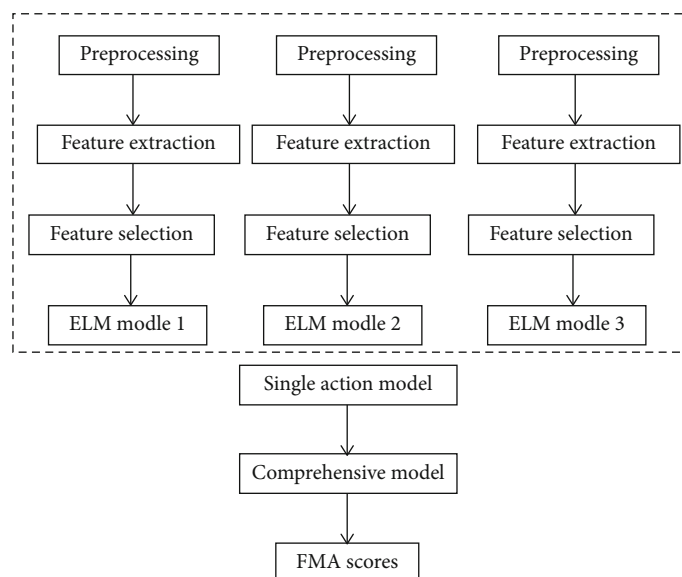 Preprocessing
Preprocessing
Preprocessing
Feature extraction
Feature extraction
Feature extraction
Feature selection
Feature selection
Feature selection
ELM modle 1
ELM modle 2
ELM modle 3
Single action model
Comprehensive model
FMA scores